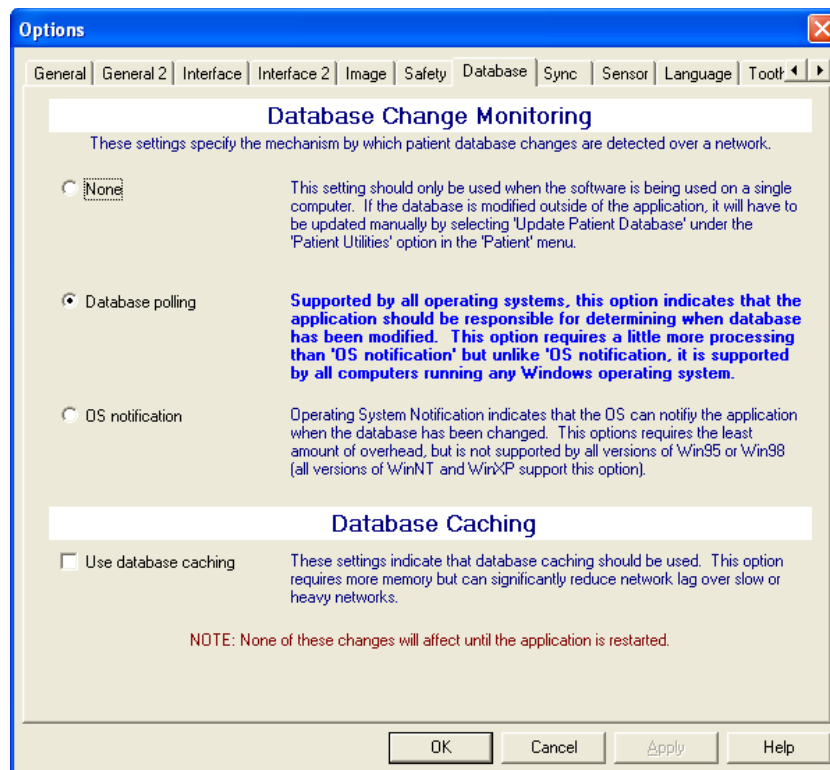 Options
General General 2 Interface Interface 2 Image Safety Database Sync Sensor Language Tooth
Database Change Monitoring
These settings specify the mechanism by which patient database changes are detected over a network.
None
This setting should only be used when the software is being used on a single
computer. If the database is modified outside of the application, it will have to
be updated manually by selecting 'Update Patient Database' under the
'Patient Utilities' option in the 'Patient' menu.
Database polling
Supported by all operating systems, this option indicates that the
application should be responsible for determining when database
has been modified. This option requires a little more processing
than 'OS notification' but unlike 'OS notification, it is supported
by all computers running any Windows operating system.
OS notification
Operating System Notification indicates that the OS can notifiy the application
when the database has been changed. This options requires the least
amount of overhead, but is not supported by all versions of Win95 or Win98
(all versions of WinNT and WinXP support this option).
Database Caching
Use database caching
These settings indicate that database caching should be used. This option
requires more memory but can significantly reduce network lag over slow or
heavy networks.
NOTE: None of these changes will affect until the application is restarted.
OK Cancel Apply Help